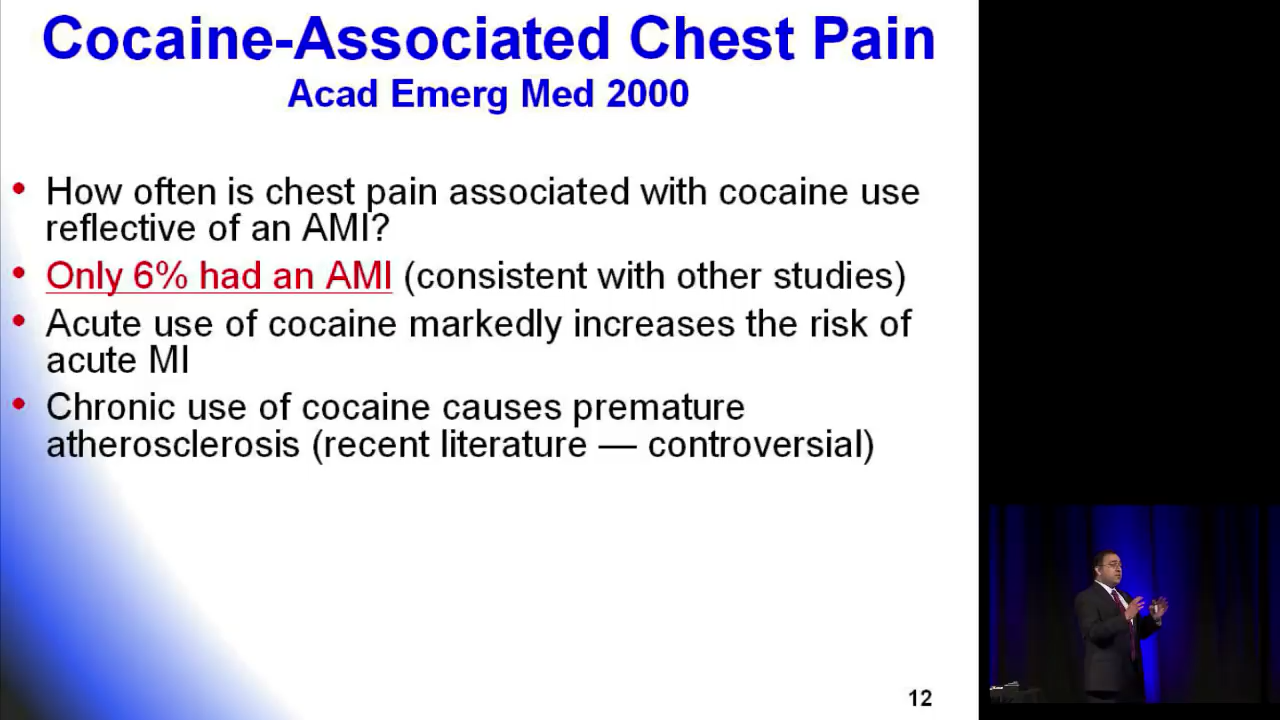 Cocaine-Associated Chest Pain
Acad Emerg Med 2000
• How often is chest pain associated with cocaine use
reflective of an AMI?
• Only 6% had an AMI (consistent with other studies)
• Acute use of cocaine markedly increases the risk of
acute MI
• Chronic use of cocaine causes premature
atherosclerosis (recent literature — controversial)
12